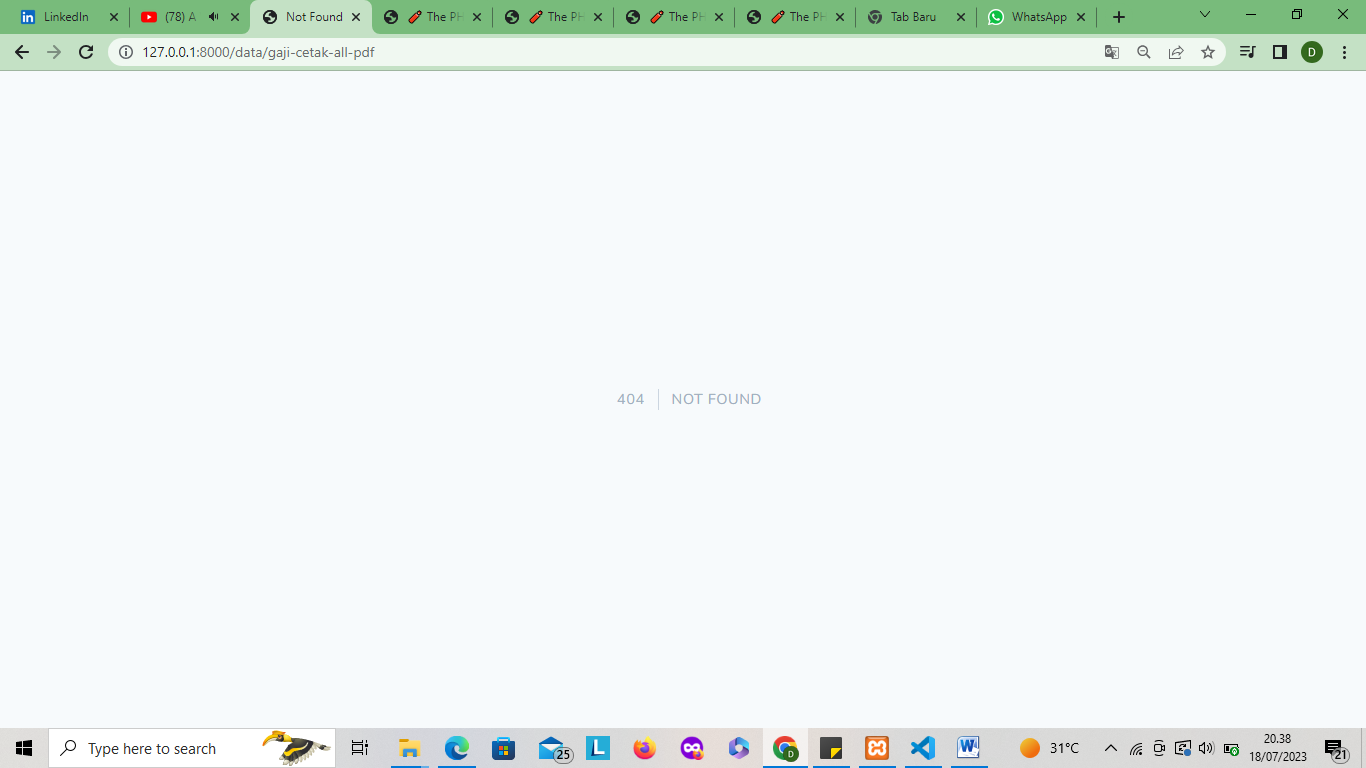 LinkedIn
(78) A
Not Found
The PH
The PH
The PH
The PH
Tab Baru
WhatsApp
127.0.0.1:8000/data/gaji-cetak-all-pdf
D
404 NOT FOUND
Type here to search
25
L
D
W
31°C
20.38
18/07/2023
21